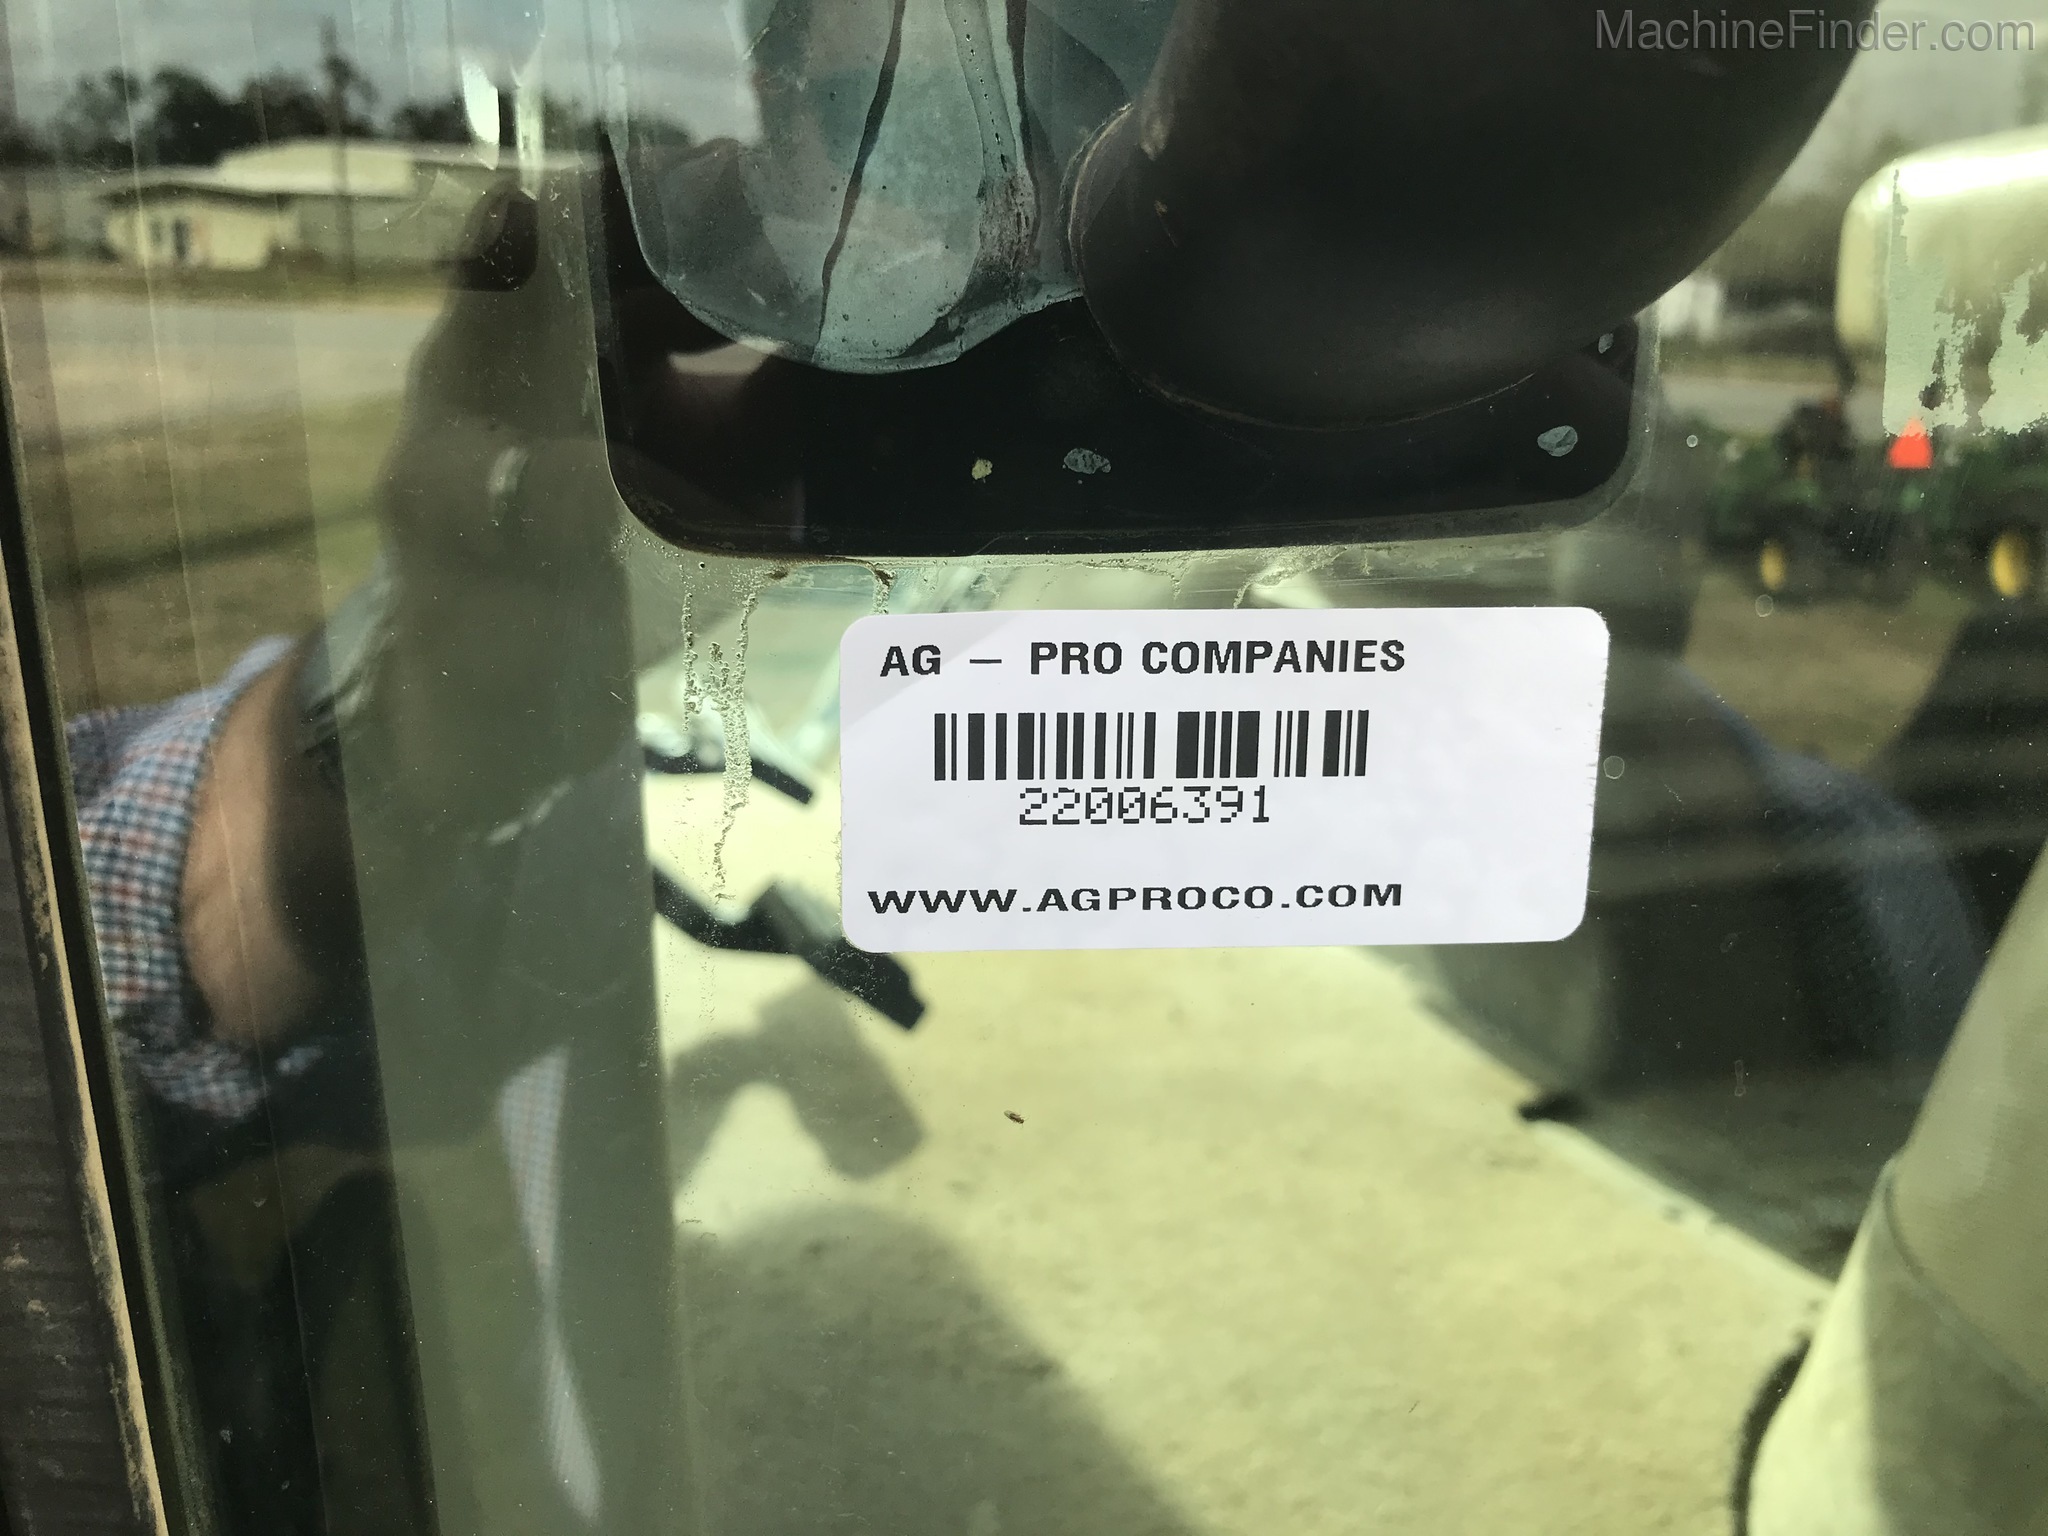 MachineFinder.com
AG – PRO COMPANIES
22006391
WWW.AGPROCO.COM